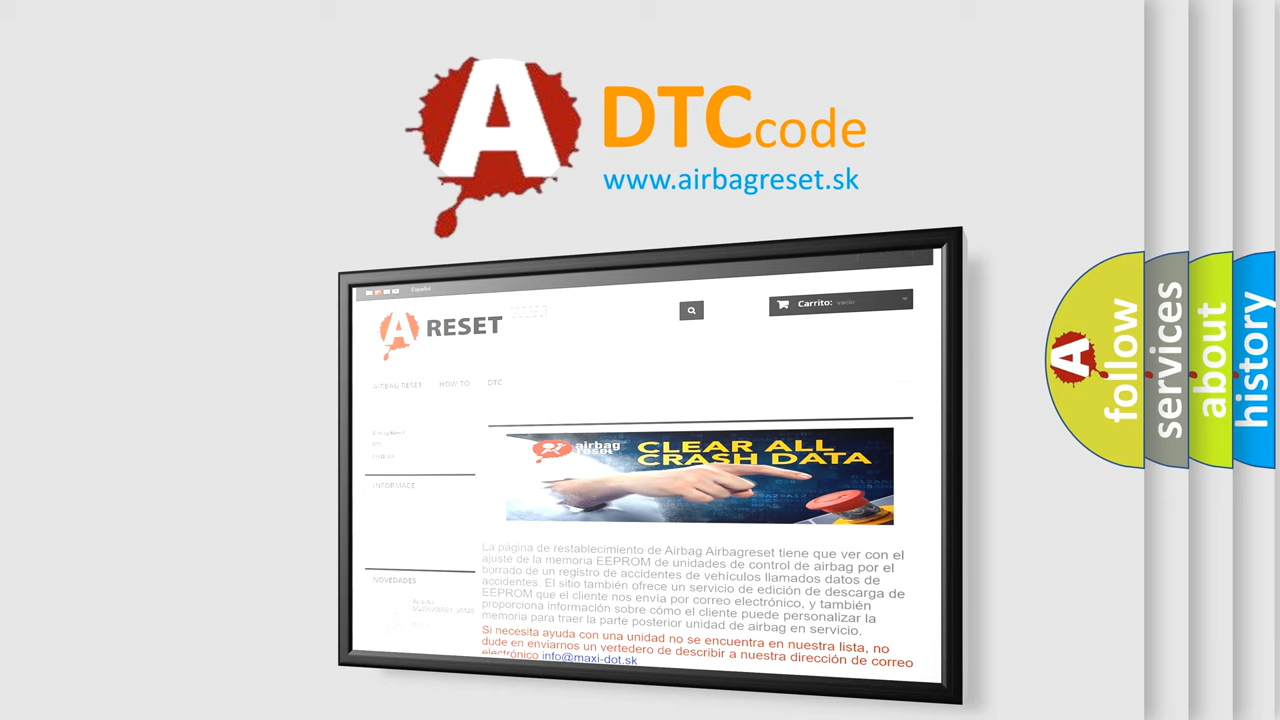 A
DTCcode
www.airbagreset.sk
Español
A RESET
Carrito: vacío
AIRBAG RESET HOW TO DTC
airbag
reset
CLEAR ALL
CRASH DATA
INFORMACE
La página de restablecimiento de Airbag Airbagreset tiene que ver con el
ajuste de la memoria EEPROM de unidades de control de airbag por el
borrado de un registro de accidentes de vehículos llamados datos de
accidentes. El sitio también ofrece un servicio de edición de descarga de
EEPROM que el cliente nos envía por correo electrónico, y también
proporciona información sobre cómo el cliente puede personalizar la
memoria para traer la parte posterior unidad de airbag en servicio.
Si necesita ayuda con una unidad no se encuentra en nuestra lista, no
dude en enviarnos un vertedero de describir a nuestra dirección de correo
electrónico info@maxi-dot.sk
NOVEDADES
A
follow
services
about
history